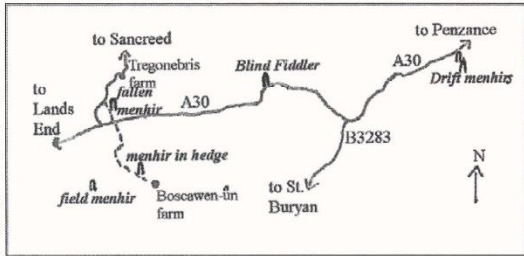 to Penzance
to Sancreed
A30
Tregonebris
farm
Blind Fiddler
Drift menhirs
fallen
menhir
to
Lands
End
A30
B3283
menhir in hedge
N
to St.
Buryan
field menhir
Boscawen-ûn
farm